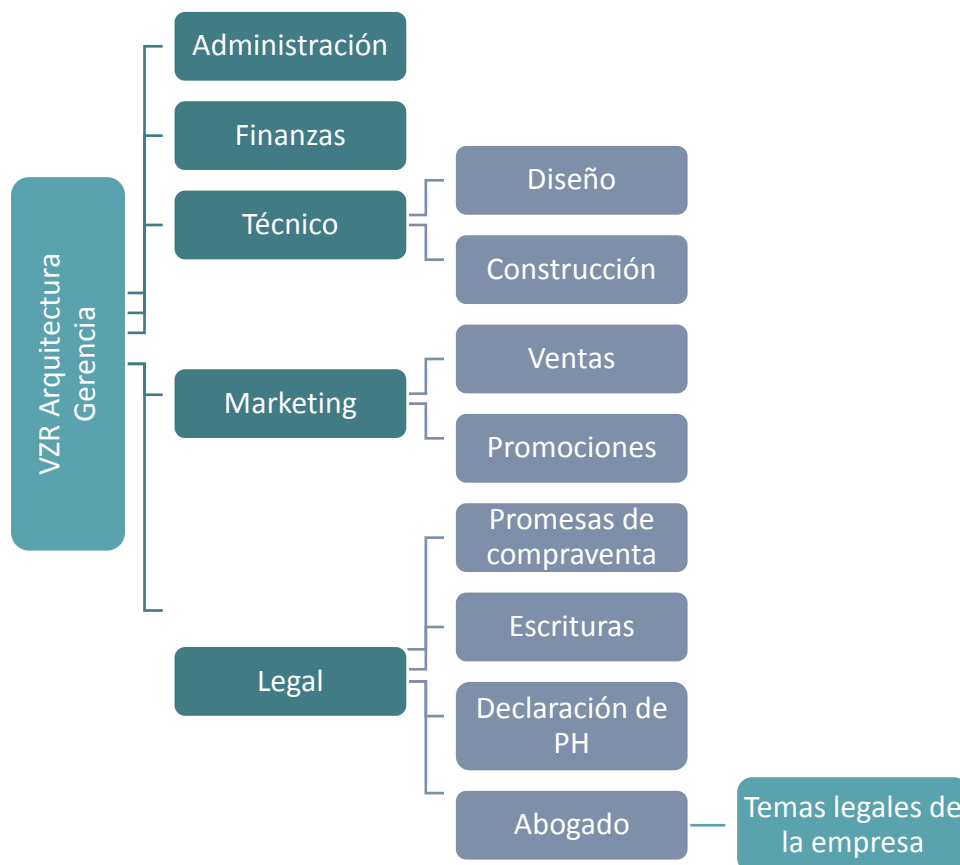 VZR Arquitectura
Gerencia
Administración
Finanzas
Técnico
Diseño
Construcción
Marketing
Ventas
Promociones
Legal
Promesas de
compraventa
Escrituras
Declaración de
PH
Abogado
Temas legales de
la empresa